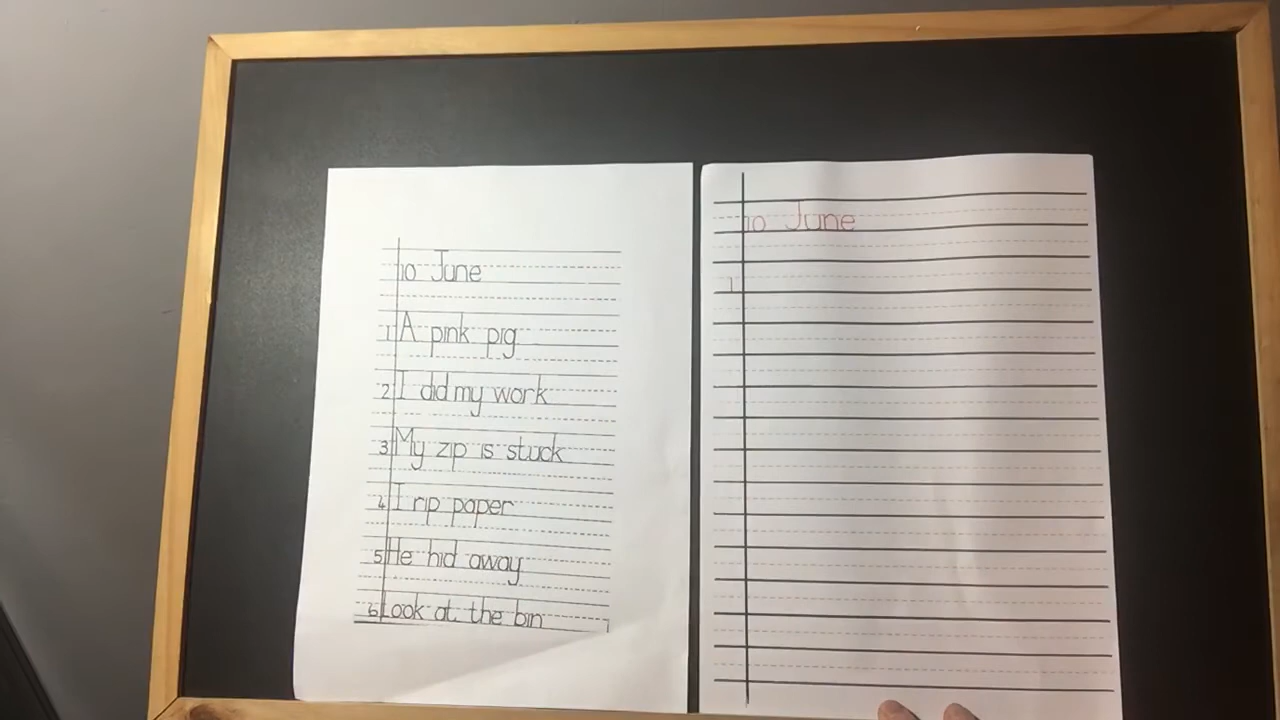 10 June
1 A pink pig
2 I did my work
3 My zip is stuck
4 I rip paper
5 He hid away
6 Look at the bin
10 June
1